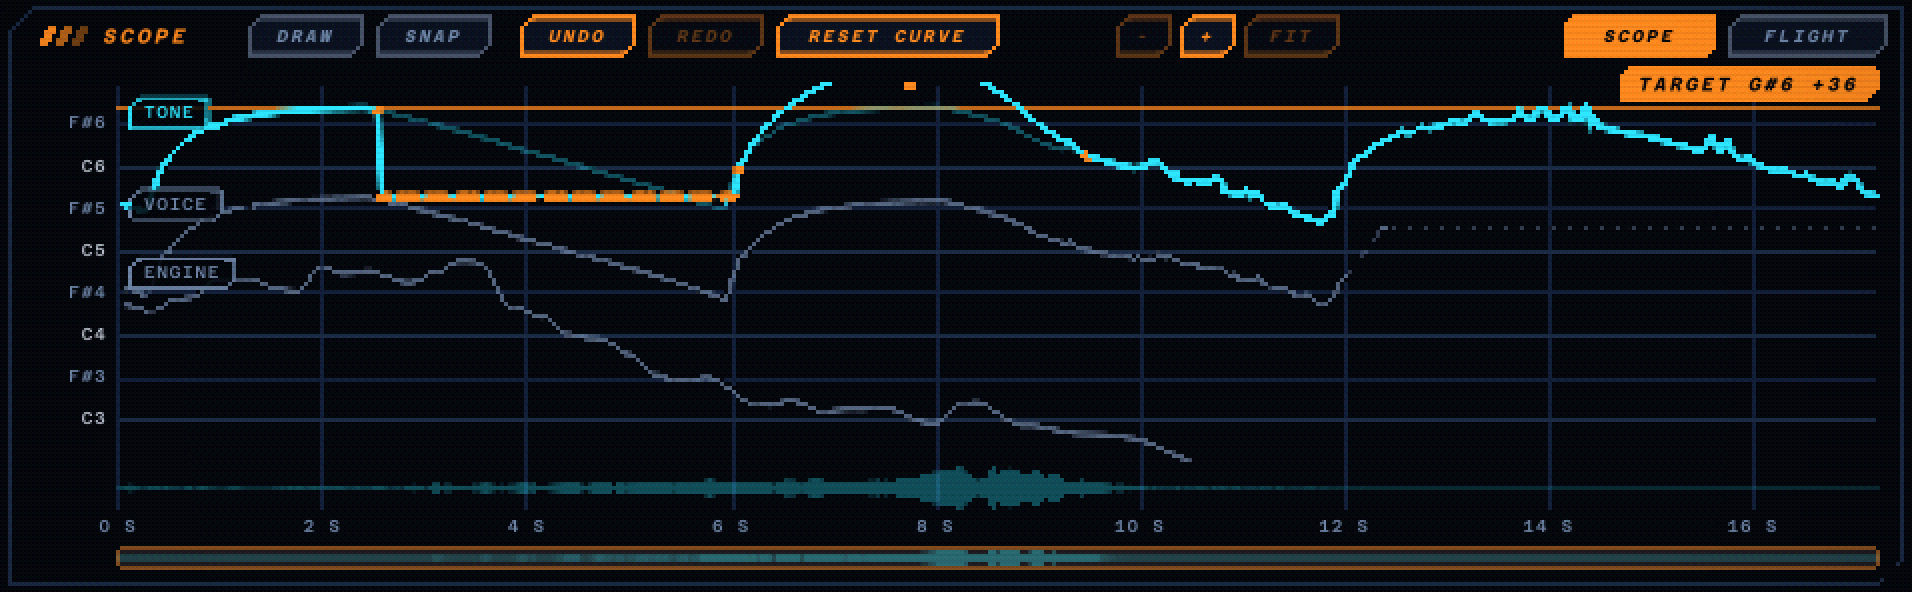 SCOPE DRAW SNAP UNDO REDO RESET CURVE - + FIT SCOPE FLIGHT
TARGET G#6 +36
TONE
F#6
C6
VOICE
F#5
C5
ENGINE
F#4
C4
F#3
C3
0 S 2 S 4 S 6 S 8 S 10 S 12 S 14 S 16 S